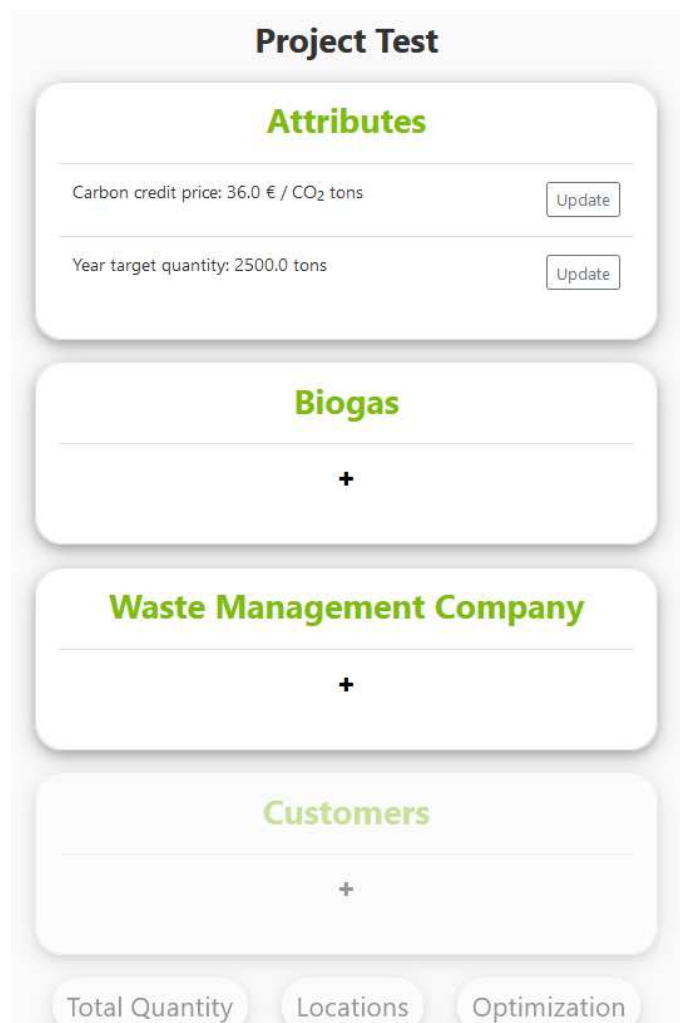 Project Test
Attributes
Carbon credit price: 36.0 € / CO₂ tons
Update
Year target quantity: 2500.0 tons
Update
Biogas
+
Waste Management Company
+
Customers
+
Total Quantity Locations Optimization